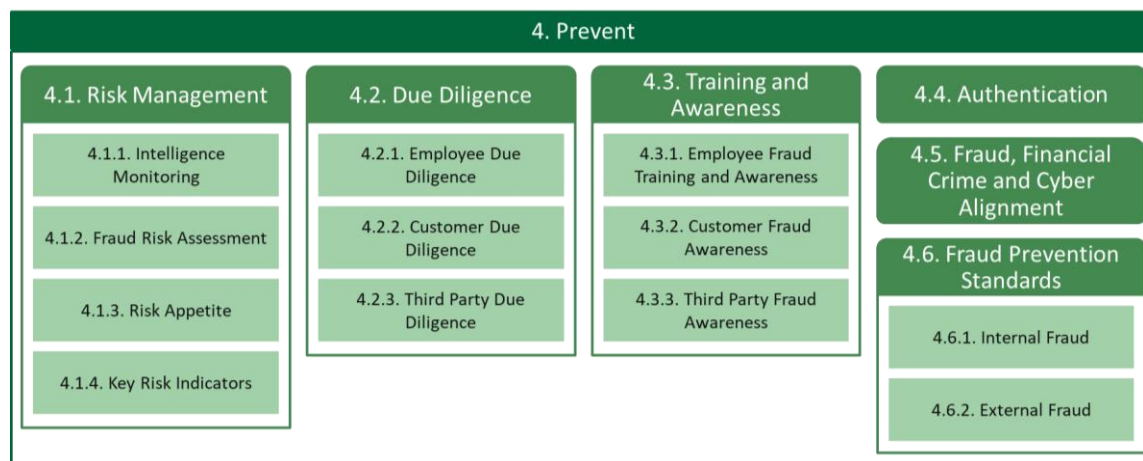 4. Prevent
4.1. Risk Management
4.1.1. Intelligence
Monitoring
4.1.2. Fraud Risk Assessment
4.1.3. Risk Appetite
4.1.4. Key Risk Indicators
4.2. Due Diligence
4.2.1. Employee Due
Diligence
4.2.2. Customer Due
Diligence
4.2.3. Third Party Due
Diligence
4.3. Training and
Awareness
4.3.1. Employee Fraud
Training and Awareness
4.3.2. Customer Fraud
Awareness
4.3.3. Third Party Fraud
Awareness
4.4. Authentication
4.5. Fraud, Financial
Crime and Cyber
Alignment
4.6. Fraud Prevention
Standards
4.6.1. Internal Fraud
4.6.2. External Fraud